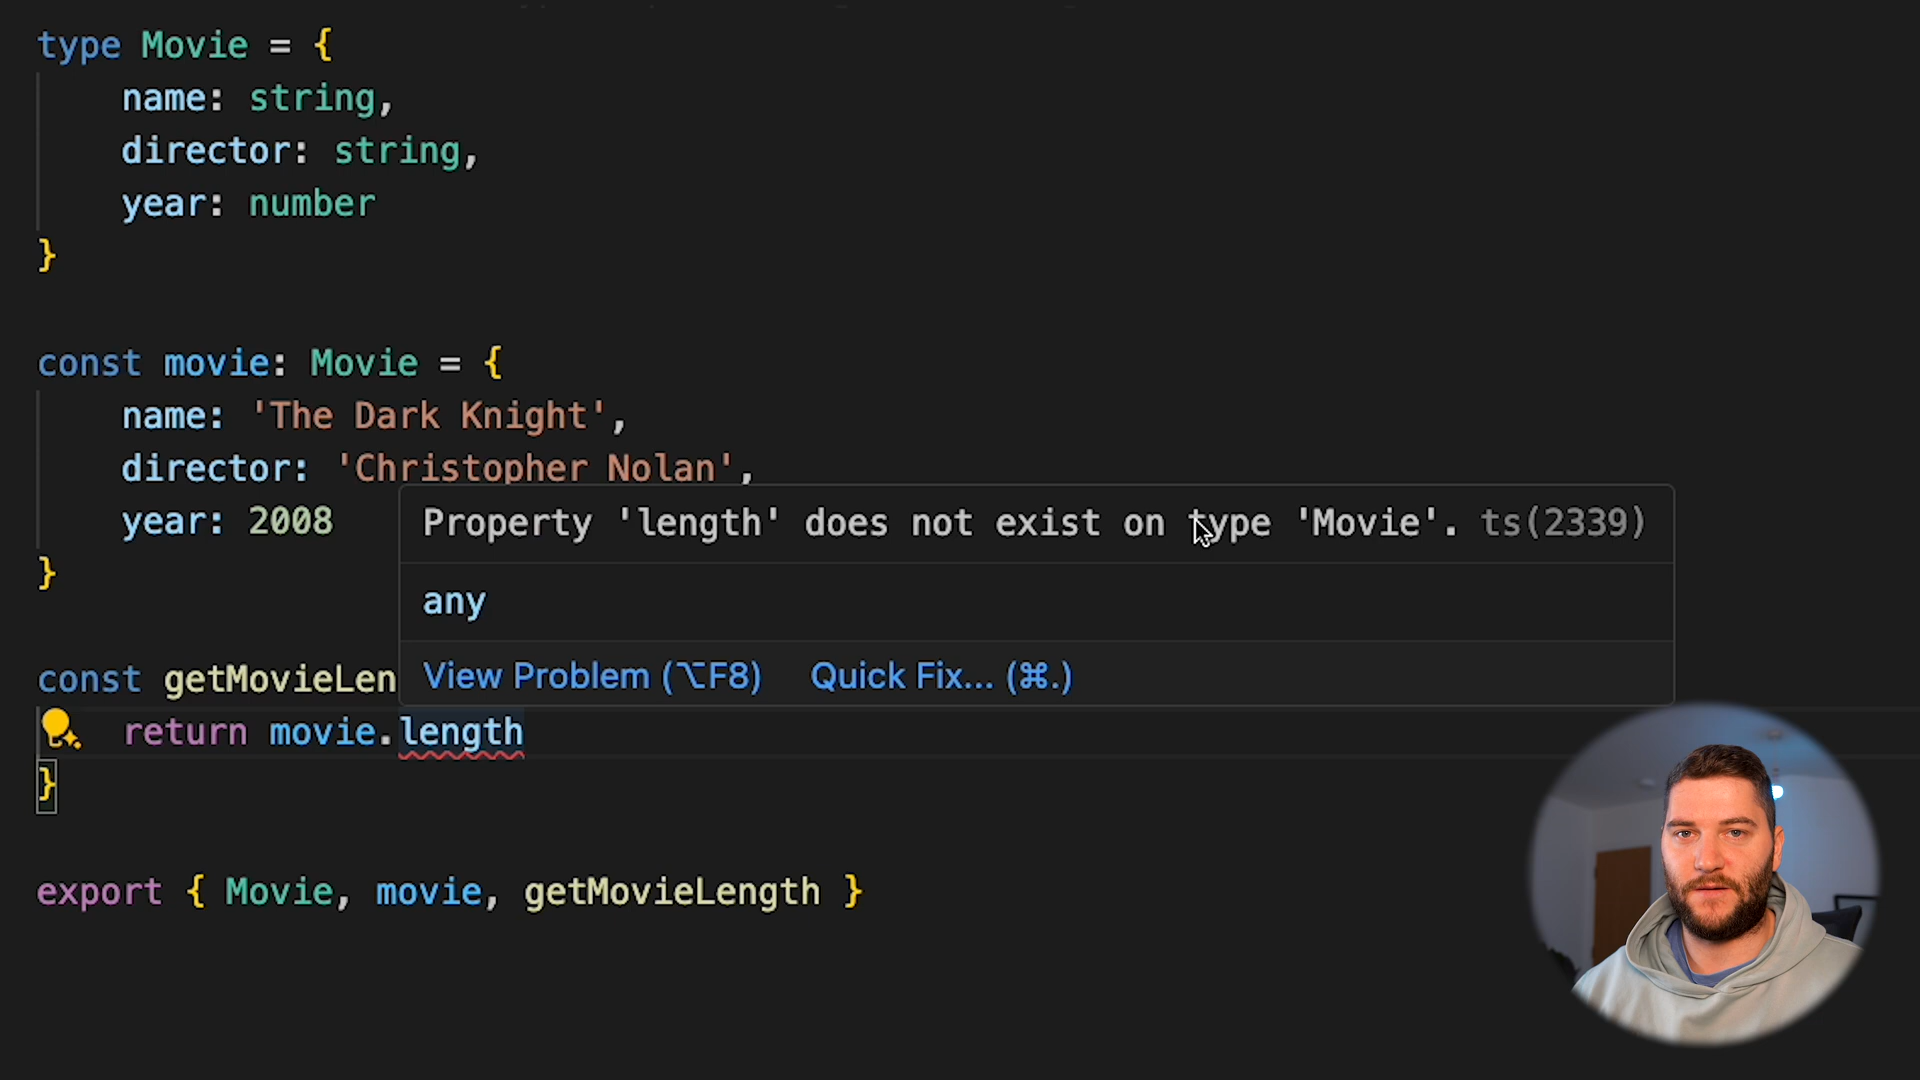 type Movie = {
name: string,
director: string,
year: number
}
const movie: Movie = {
name: 'The Dark Knight',
director: 'Christopher Nolan',
year: 2008
}
Property 'length' does not exist on type 'Movie'. ts(2339)
any
View Problem (⌥F8) Quick Fix... (⌘.)
const getMovieLen
return movie.length
}
export { Movie, movie, getMovieLength }